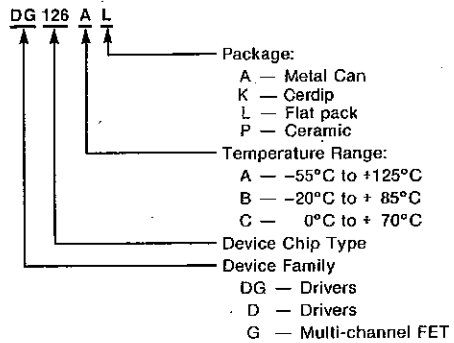 DG 126 A L
Package:
A — Metal Can
K — Cerdip
L — Flat pack
P — Ceramic
Temperature Range:
A — -55°C to +125°C
B — -20°C to + 85°C
C — 0°C to + 70°C
Device Chip Type
Device Family
DG — Drivers
D — Drivers
G — Multi-channel FET